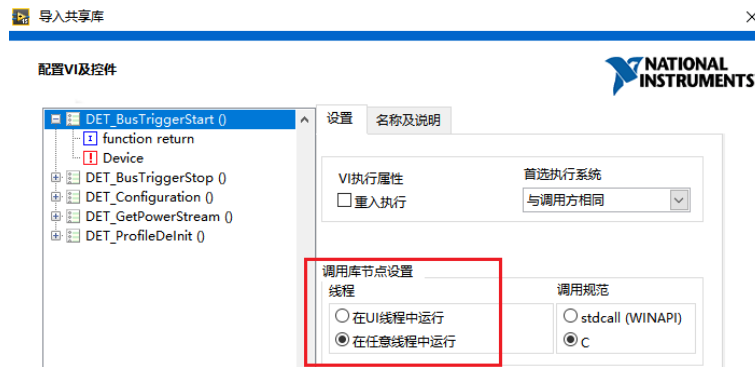 导入共享库
配置VI及控件
NATIONAL
INSTRUMENTS
DET_BusTriggerStart ()
function return
Device
DET_BusTriggerStop ()
DET_Configuration ()
DET_GetPowerStream ()
DET_ProfileDeInit ()
设置 名称及说明
VI执行属性
重入执行
首选执行系统
与调用方相同
调用库节点设置
线程
在UI线程中运行
在任意线程中运行
调用规范
stdcall (WINAPI)
C